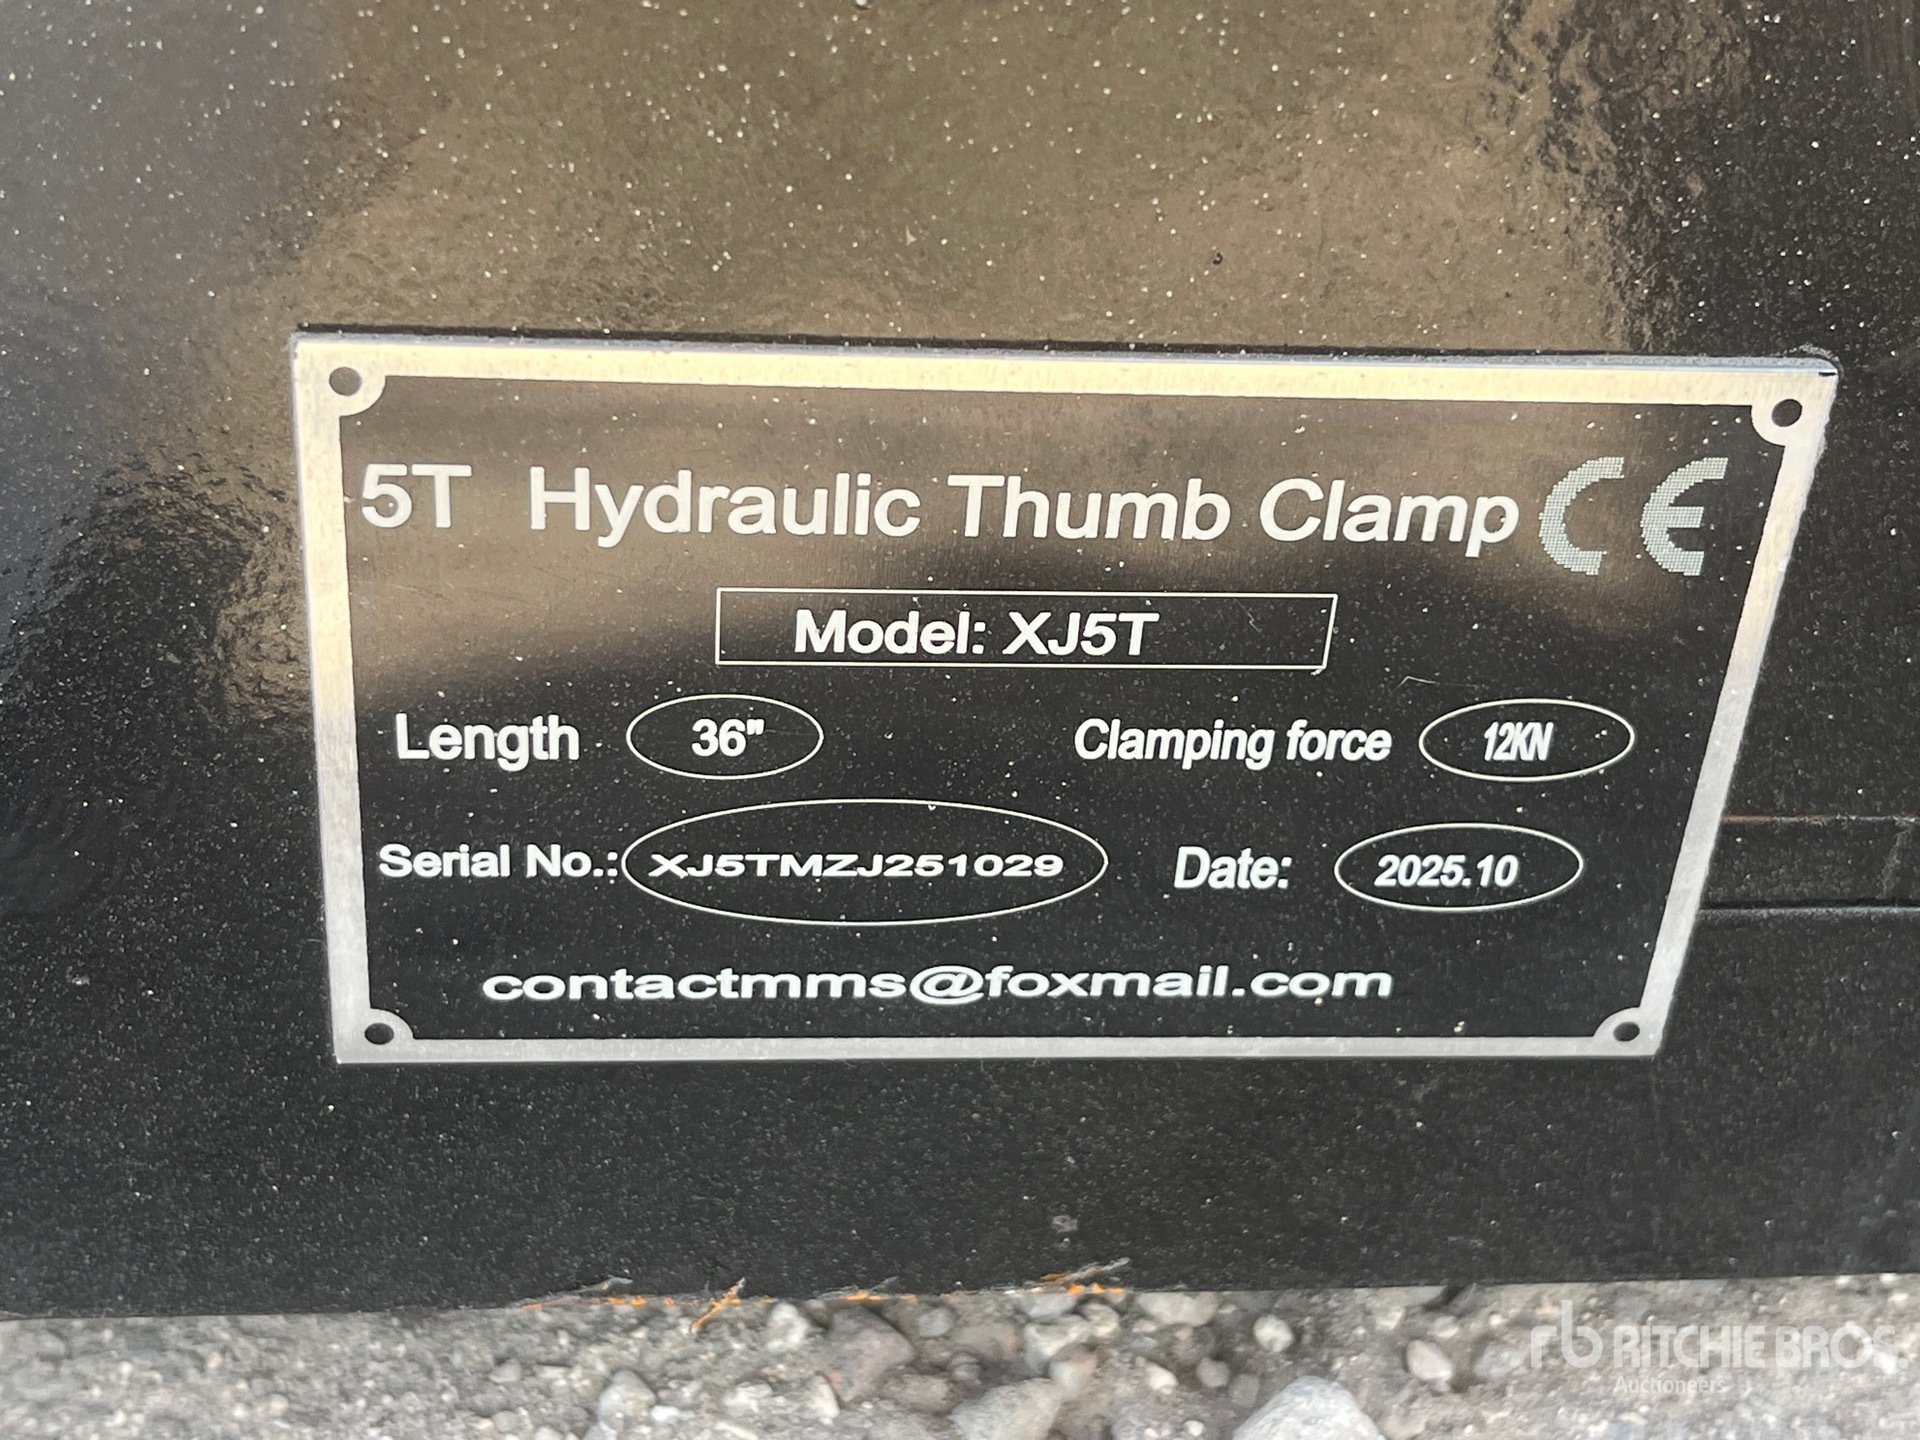 5T Hydraulic Thumb Clamp CE
Model: XJ5T
Length 36" Clamping force 12KN
Serial No.: XJ5TMZJ251029 Date: 2025.10
contactmms@foxmail.com
rb RITCHIE BROS.
Auctioneers